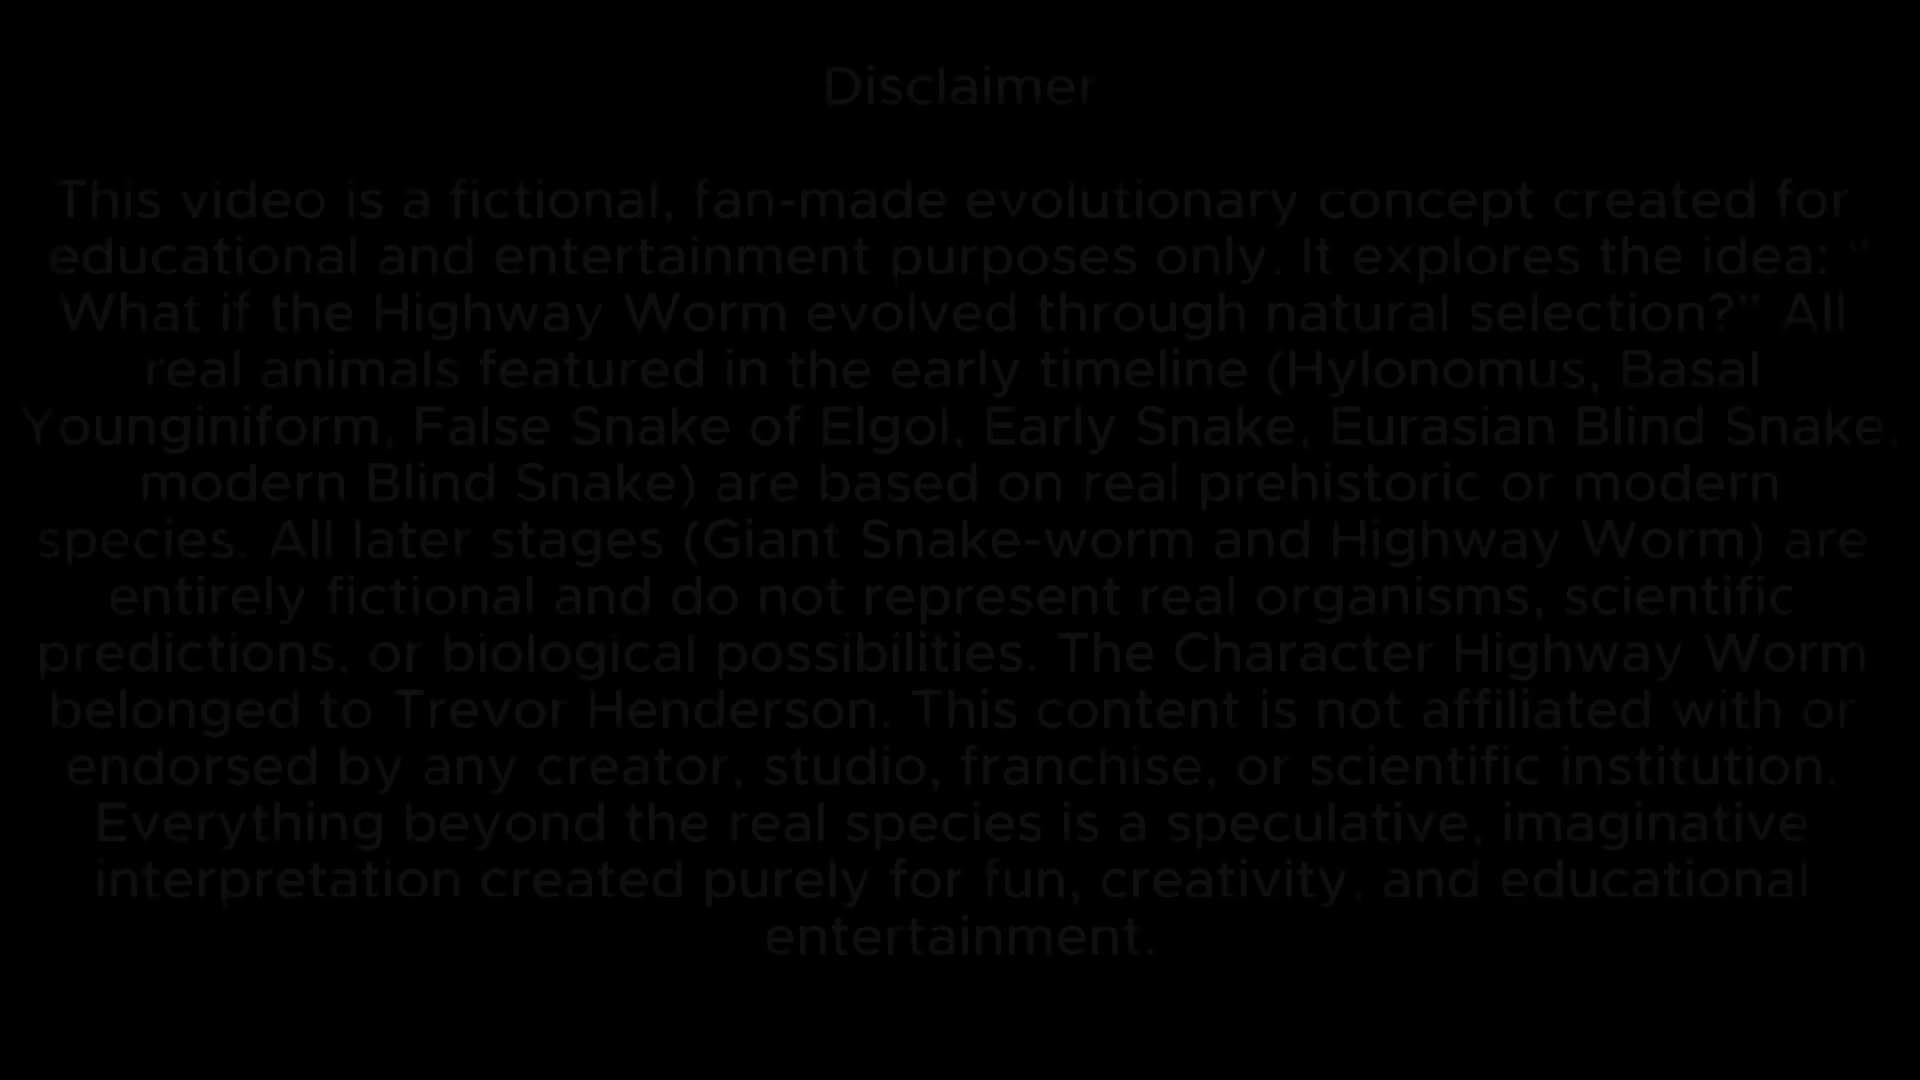 Disclaimer
This video is a fictional, fan-made evolutionary concept created for
educational and entertainment purposes only. It explores the idea: "
What if the Highway Worm evolved through natural selection?" All
real animals featured in the early timeline (Hylonomus, Basal
Younginiform, False Snake of Elgol, Early Snake, Eurasian Blind Snake,
modern Blind Snake) are based on real prehistoric or modern
species. All later stages (Giant Snake-worm and Highway Worm) are
entirely fictional and do not represent real organisms, scientific
predictions, or biological possibilities. The Character Highway Worm
belonged to Trevor Henderson. This content is not affiliated with or
endorsed by any creator, studio, franchise, or scientific institution.
Everything beyond the real species is a speculative, imaginative
interpretation created purely for fun, creativity, and educational
entertainment.